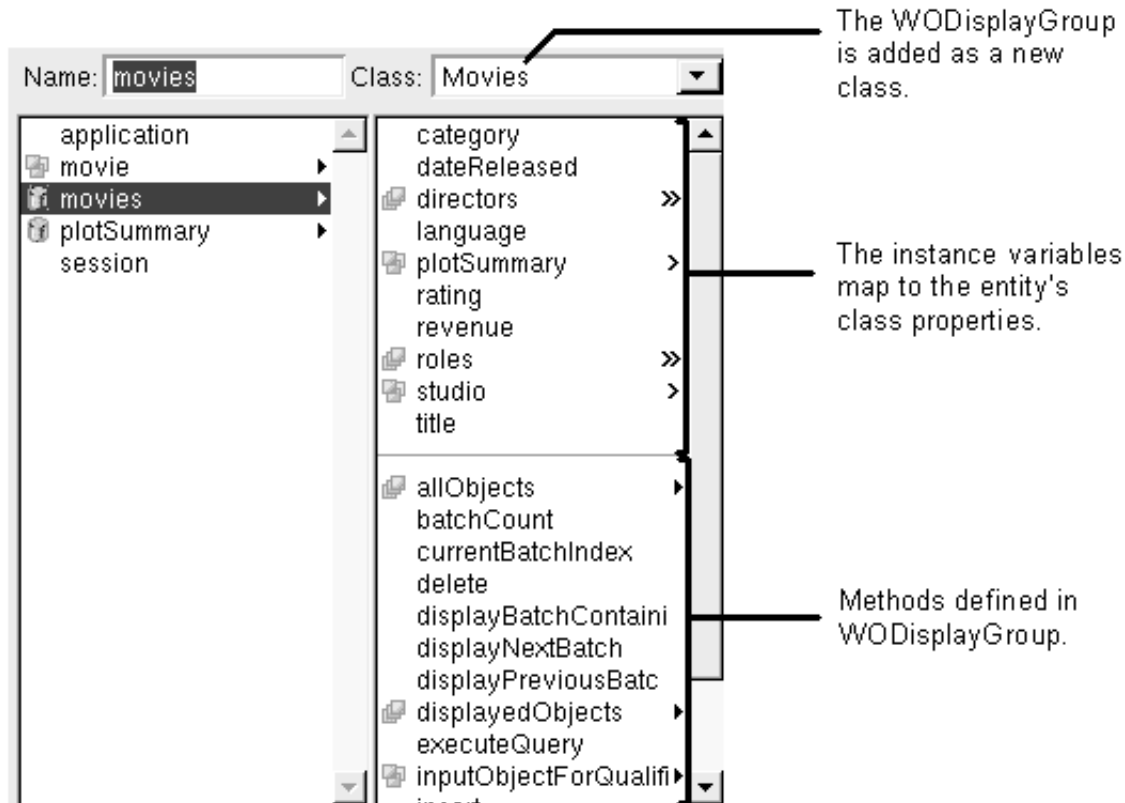 The WODisplayGroup
is added as a new
class.
Name: movies Class: Movies
application
movie
movies
plotSummary
session
category
dateReleased
directors
language
plotSummary
rating
revenue
roles
studio
title
allObjects
batchCount
currentBatchIndex
delete
displayBatchContaini
displayNextBatch
displayPreviousBatc
displayedObjects
executeQuery
inputObjectForQualifi
insert
The instance variables
map to the entity's
class properties.
Methods defined in
WODisplayGroup.